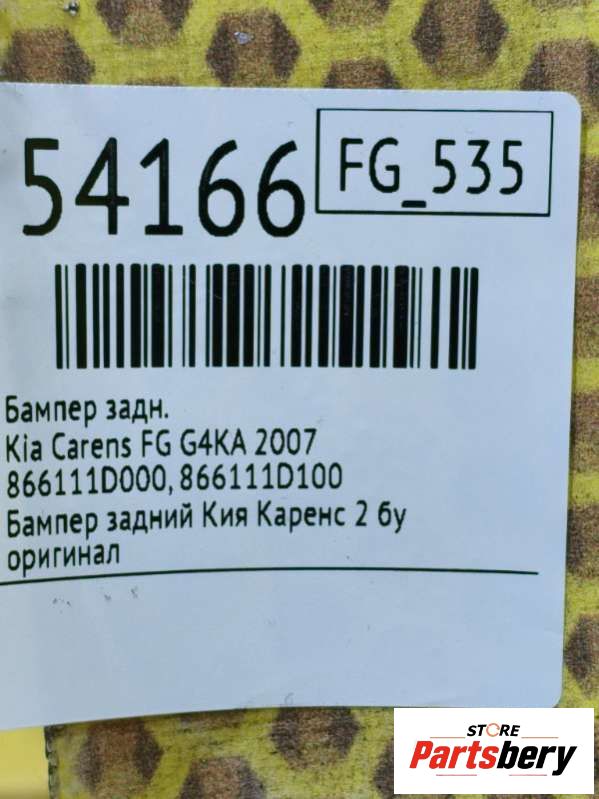 54166
FG_535
Бампер задн.
Kia Carens FG G4KA 2007
866111D000, 866111D100
Бампер задний Кия Каренс 2 бу
оригинал
STORE
Partsbery